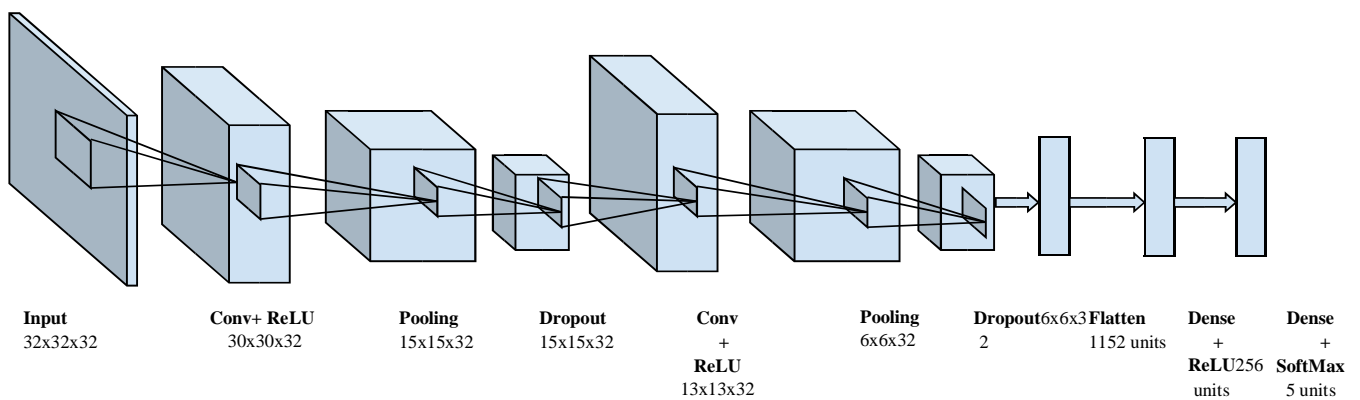 Input
32x32x32
Conv+ ReLU
30x30x32
Pooling
15x15x32
Dropout
15x15x32
Conv
+
ReLU
13x13x32
Pooling
6x6x32
Dropout6x6x3
2
Flatten
1152 units
Dense
+
ReLU256
units
Dense
+
SoftMax
5 units